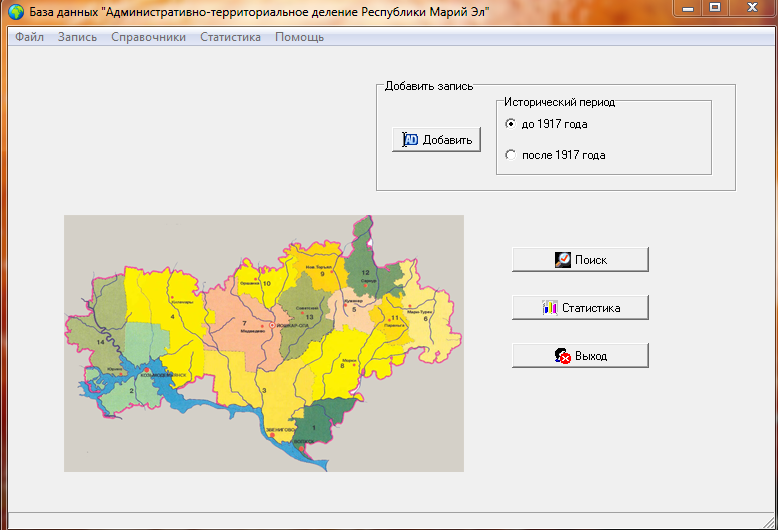 База данных "Административно-территориальное деление Республики Марий Эл"
Файл Запись Справочники Статистика Помощь
Добавить запись
Исторический период
до 1917 года
AD Добавить
после 1917 года
Поиск
Статистика
Выход
12
9
10
5
6
7
ЙОШКАР-ОЛА
13
11
4
14
8
КОЗЬМОДЕМЬЯНСК
2
3
1
ЗВЕНИГОВО